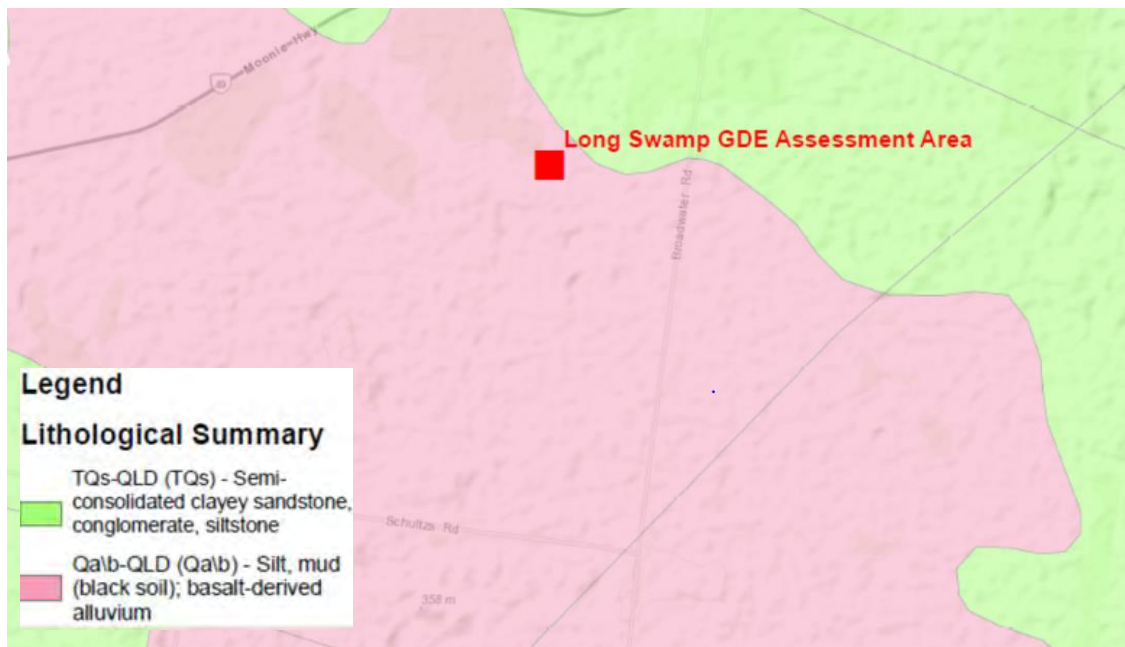 Moonie-Hwy
49
Long Swamp GDE Assessment Area
Broadwater Rd
Legend
Lithological Summary
TQs-QLD (TQs) - Semi-
consolidated clayey sandstone,
conglomerate, siltstone
Qa\b-QLD (Qa\b) - Silt, mud
(black soil); basalt-derived
alluvium
Schultzs Rd
358 m